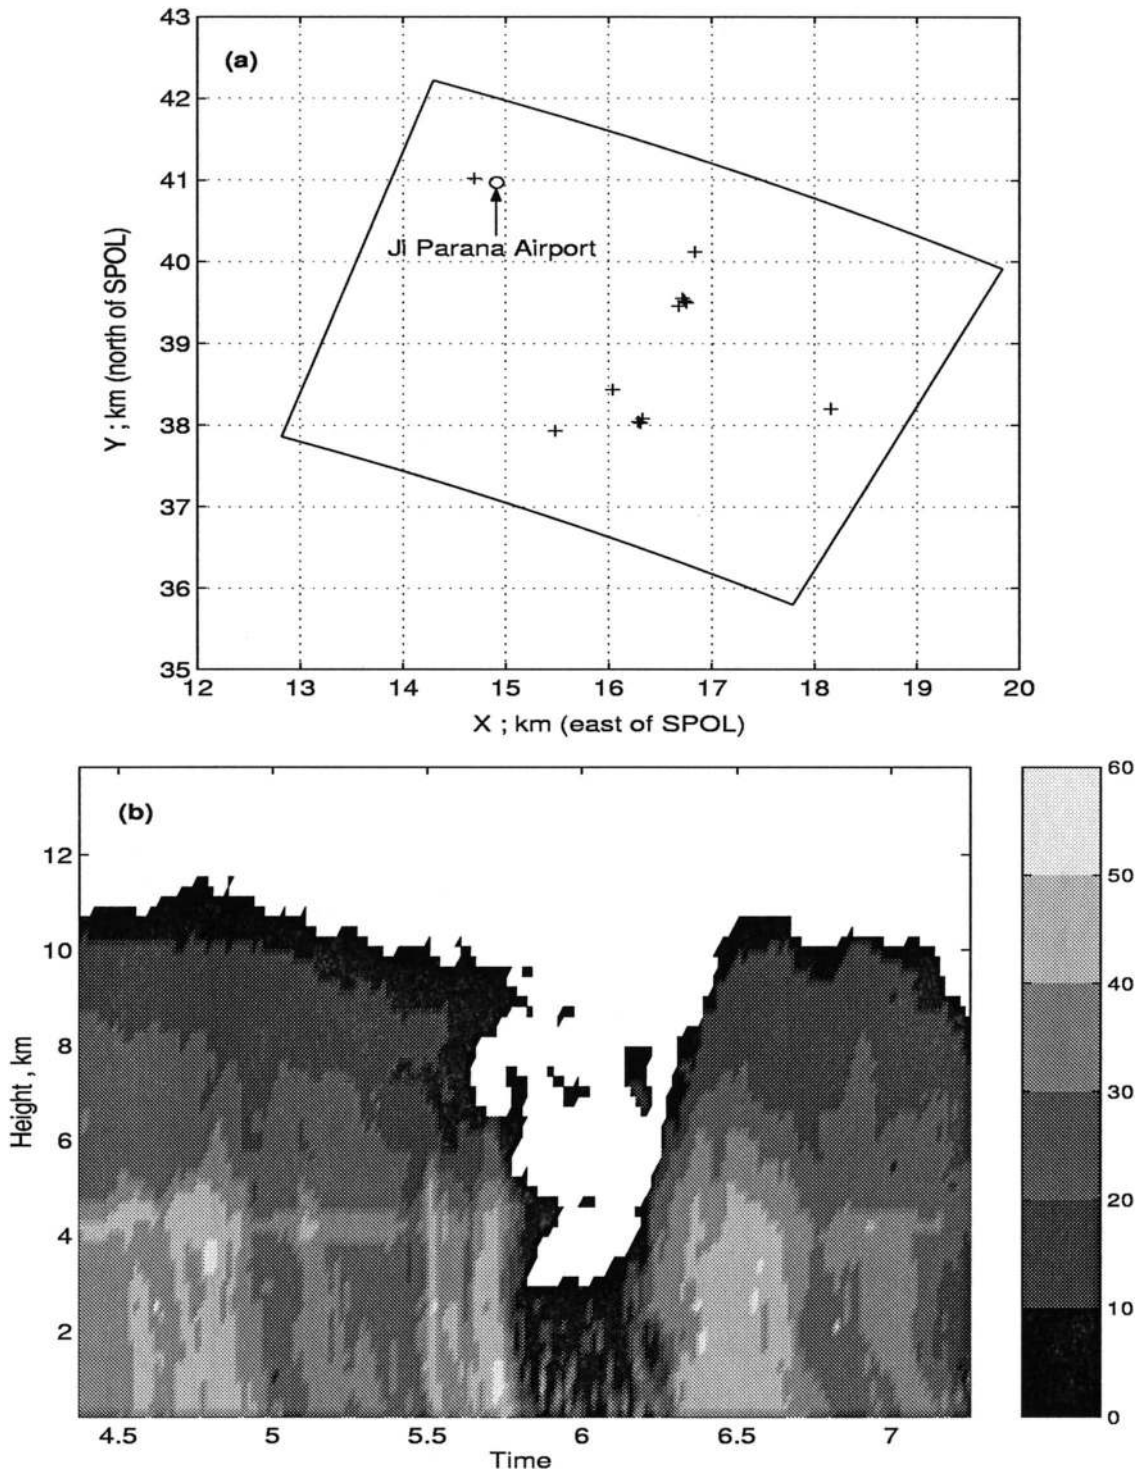 43
(a)
42
41
Ji Parana Airport
40
39
38
37
36
35
12 13 14 15 16 17 18 19 20
Y ; km (north of SPOL)
X ; km (east of SPOL)
(b)
12
10
8
6
4
2
Height , km
4.5 5 5.5 6 6.5 7
Time
60
50
40
30
20
10
0